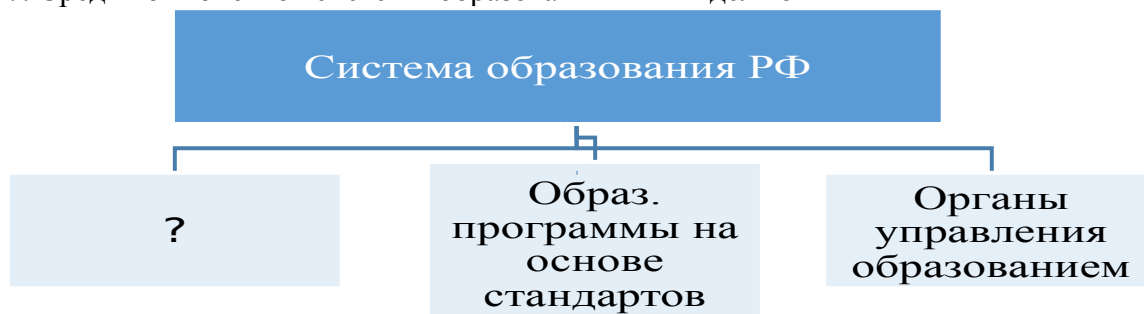 Система образования РФ
?
Образ.
программы на
основе
стандартов
Органы
управления
образованием